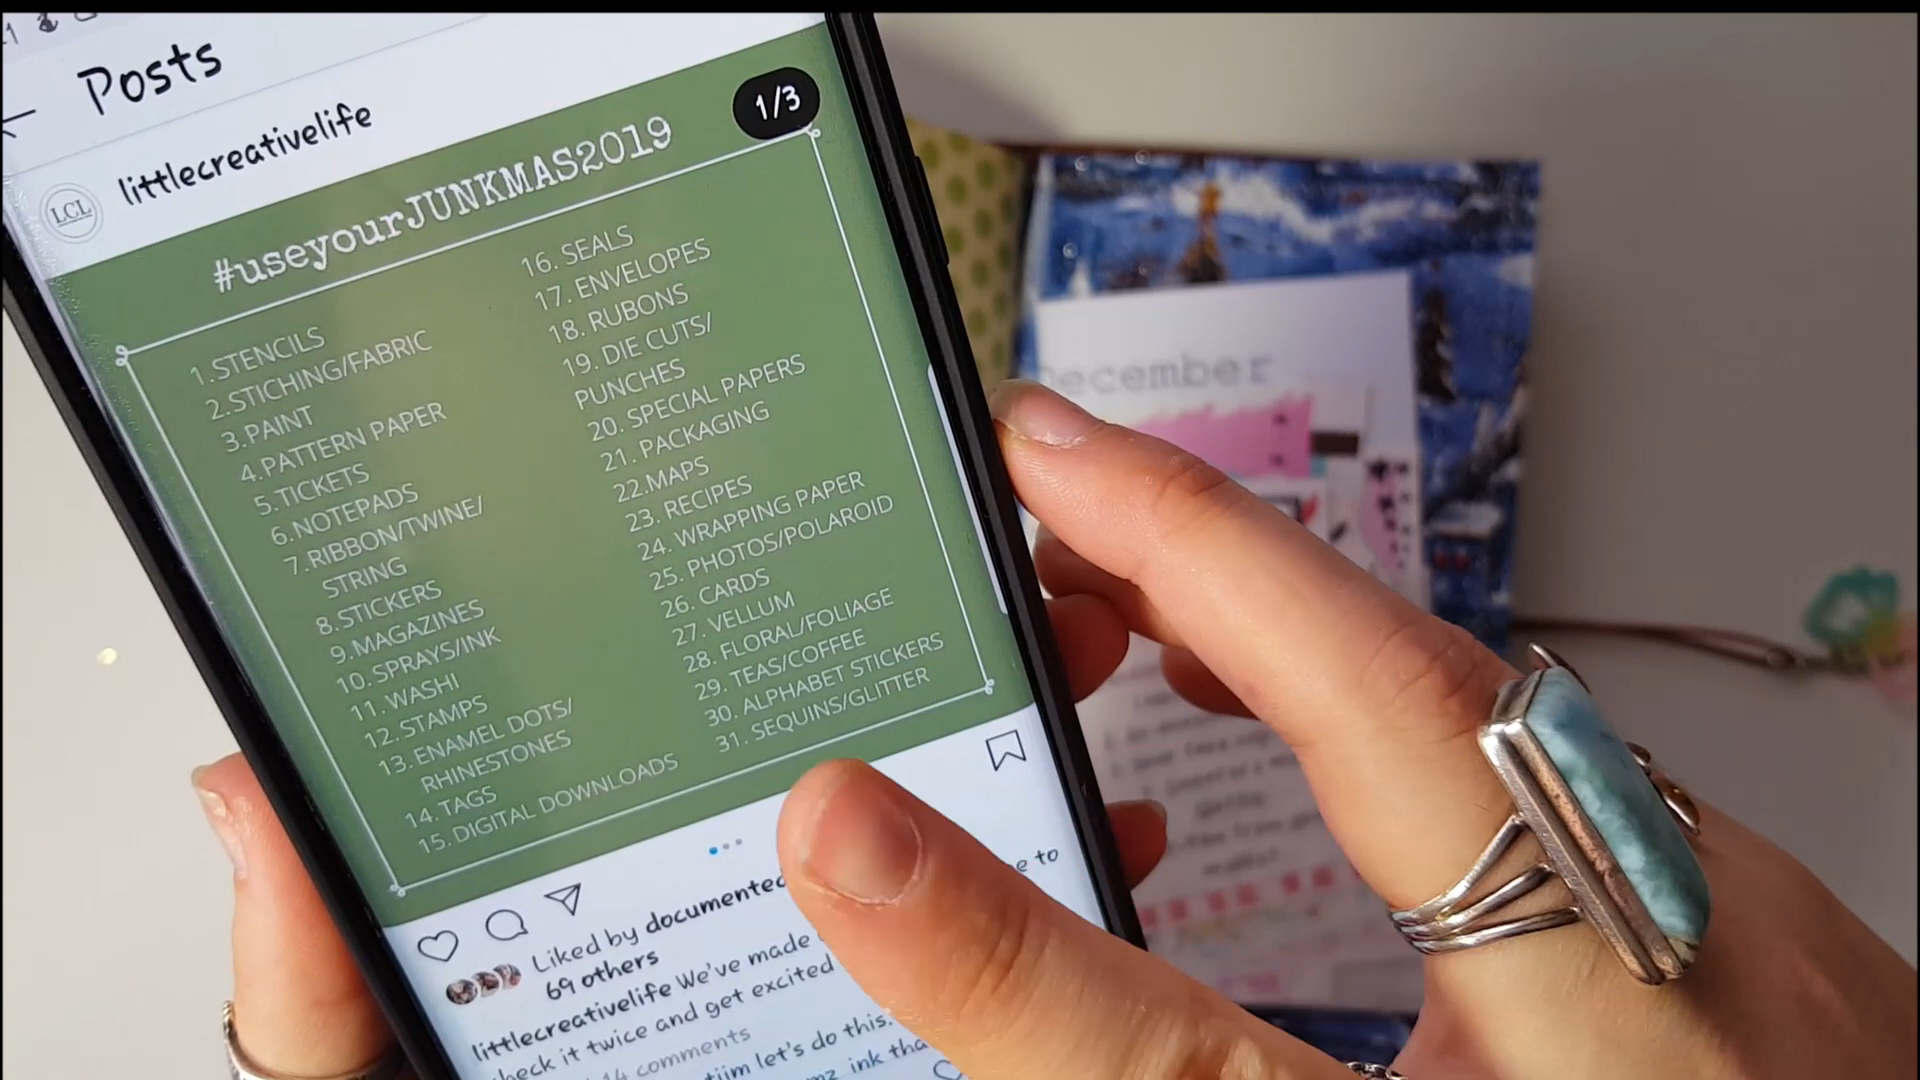 Posts
littlecreativelife
LCL
1/3
#useyourJUNKMAS2019
1.STENCILS
2.STICHING/FABRIC
3.PAINT
4.PATTERN PAPER
5.TICKETS
6.NOTEPADS
7.RIBBON/TWINE/
STRING
8.STICKERS
9.MAGAZINES
10.SPRAYS/INK
11. WASHI
12.STAMPS
13.ENAMEL DOTS/
RHINESTONES
14.TAGS
15.DIGITAL DOWNLOADS
16. SEALS
17. ENVELOPES
18. RUBONS
19. DIE CUTS/
PUNCHES
20. SPECIAL PAPERS
21. PACKAGING
22.MAPS
23. RECIPES
24. WRAPPING PAPER
25. PHOTOS/POLAROID
26. CARDS
27. VELLUM
28. FLORAL/FOLIAGE
29. TEAS/COFFEE
30. ALPHABET STICKERS
31. SEQUINS/GLITTER
Liked by documented
69 others
littlecreativelife We've made to
check it twice and get excited
14 comments
let's do this.
ink
December